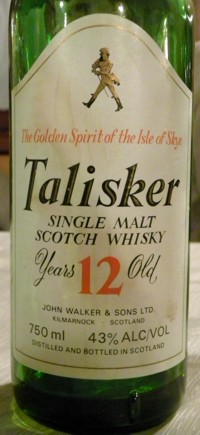 The Golden Spirit of the Isle of Skye
Talisker
SINGLE MALT
SCOTCH WHISKY
Years 12 Old
JOHN WALKER & SONS LTD.
KILMARNOCK SCOTLAND
750 ml 43% ALC/VOL
DISTILLED AND BOTTLED IN SCOTLAND